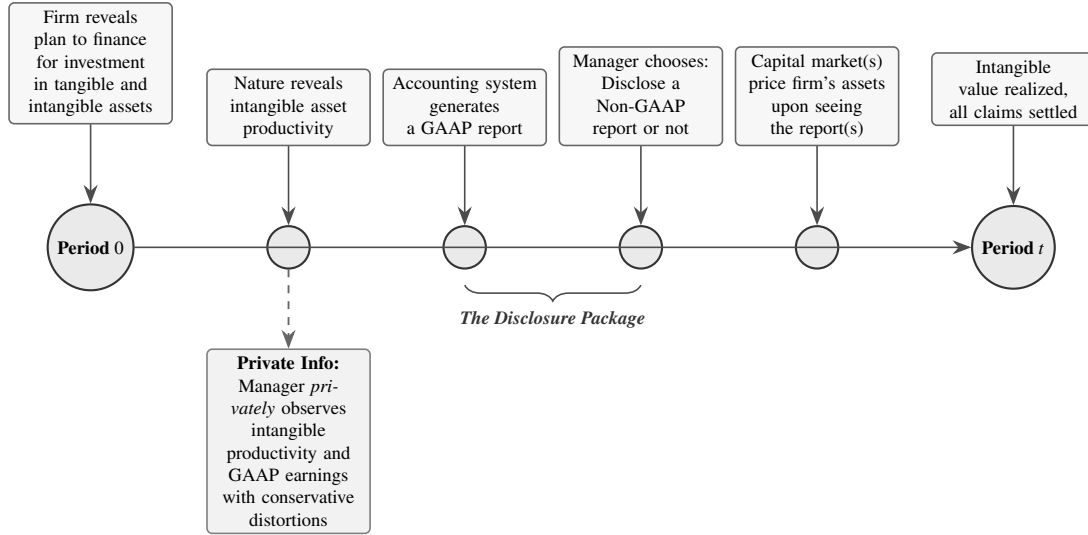 Firm reveals
plan to finance
for investment
in tangible and
intangible assets
Nature reveals
intangible asset
productivity
Accounting system
generates
a GAAP report
Manager chooses:
Disclose a
Non-GAAP
report or not
Capital market(s)
price firm's assets
upon seeing
the report(s)
Intangible
value realized,
all claims settled
Period 0
Period t
The Disclosure Package
Private Info:
Manager pri-
vately observes
intangible
productivity and
GAAP earnings
with conservative
distortions